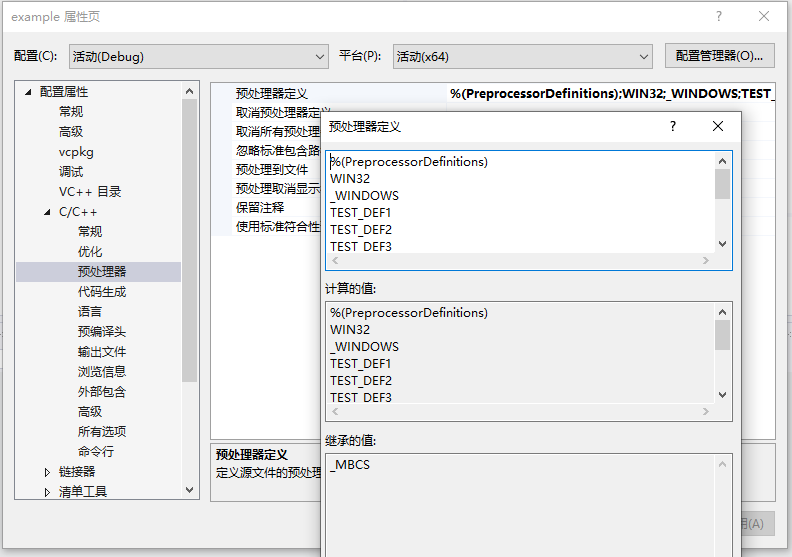 example 属性页
配置(C): 活动(Debug) 平台(P): 活动(x64) 配置管理器(O)...
配置属性
常规
高级
vcpkg
调试
VC++ 目录
C/C++
常规
优化
预处理器
代码生成
语言
预编译头
输出文件
浏览信息
外部包含
高级
所有选项
命令行
链接器
清单工具
预处理器定义 %(PreprocessorDefinitions);WIN32;_WINDOWS;TEST_
取消预处理器定义
取消所有预处理
忽略标准包含路
预处理到文件
预处理取消显示
保留注释
使用标准符合性
预处理器定义
定义源文件的预处理
预处理器定义
%(PreprocessorDefinitions)
WIN32
_WINDOWS
TEST_DEF1
TEST_DEF2
TEST_DEF3
计算的值:
%(PreprocessorDefinitions)
WIN32
_WINDOWS
TEST_DEF1
TEST_DEF2
TEST_DEF3
继承的值:
_MBCS
用(A)